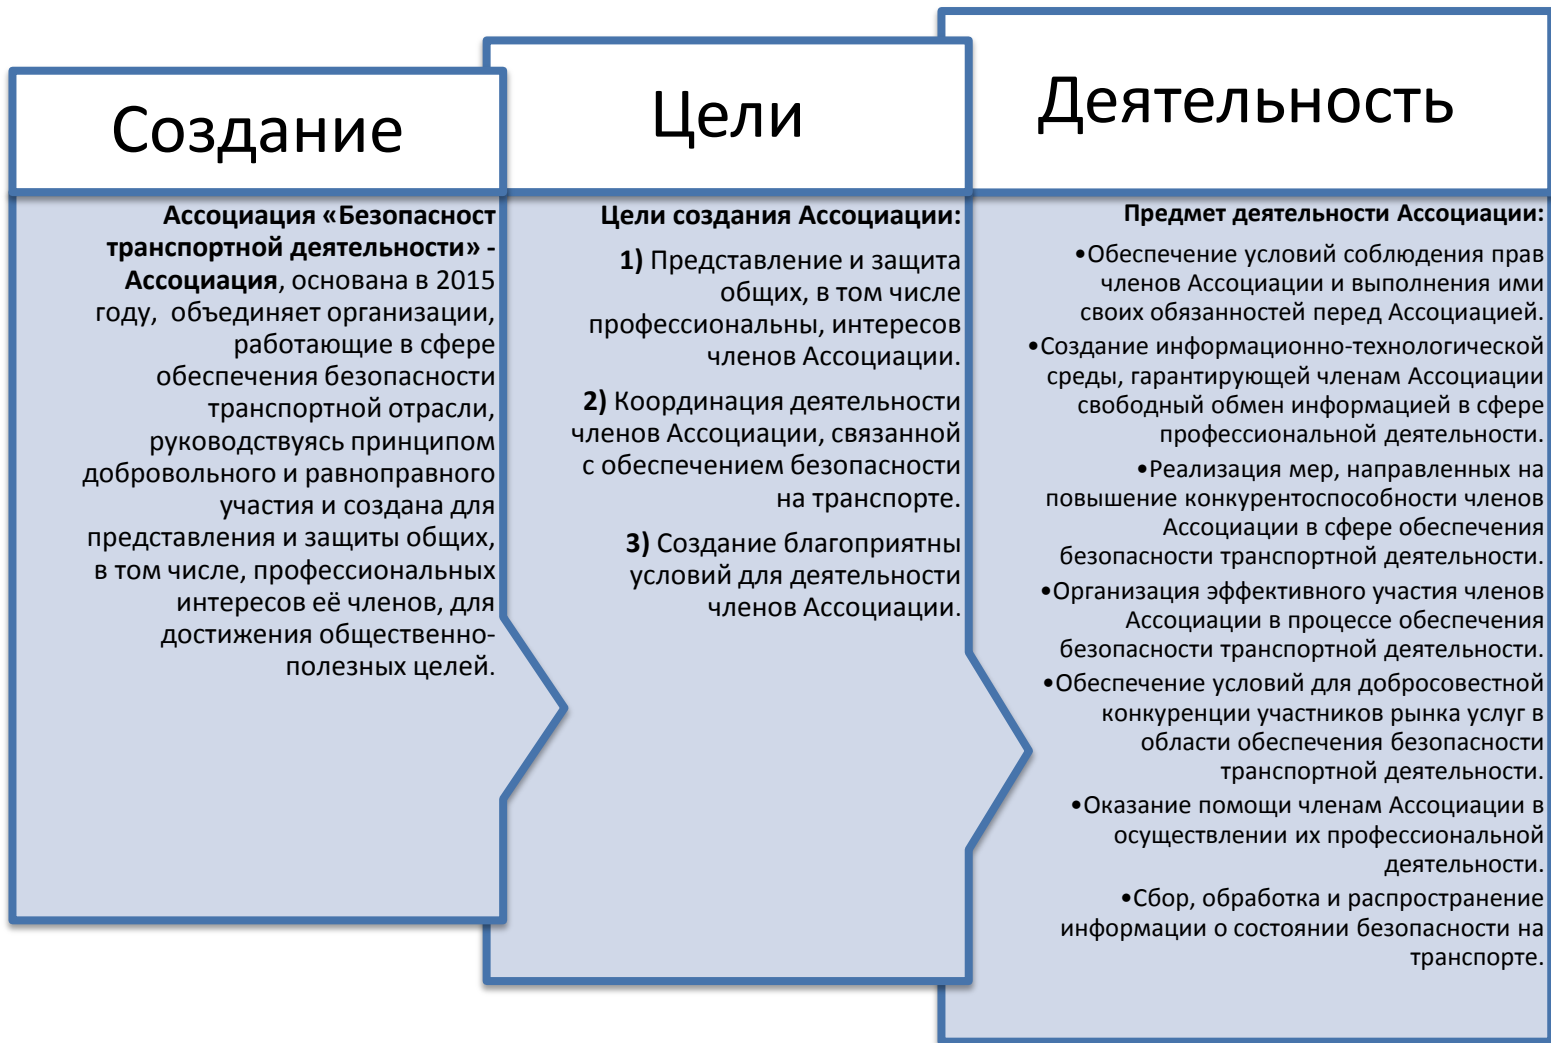 Создание
Ассоциация «Безопасност
транспортной деятельности» -
Ассоциация, основана в 2015
году,  объединяет организации,
работающие в сфере
обеспечения безопасности
транспортной отрасли,
руководствуясь принципом
добровольного и равноправного
участия и создана для
представления и защиты общих,
в том числе, профессиональных
интересов её членов, для
достижения общественно-
полезных целей.
Цели
Цели создания Ассоциации:
1) Представление и защита
общих, в том числе
профессиональны, интересов
членов Ассоциации.
2) Координация деятельности
членов Ассоциации, связанной
с обеспечением безопасности
на транспорте.
3) Создание благоприятны
условий для деятельности
членов Ассоциации.
Деятельность
Предмет деятельности Ассоциации:
•Обеспечение условий соблюдения прав
членов Ассоциации и выполнения ими
своих обязанностей перед Ассоциацией.
•Создание информационно-технологической
среды, гарантирующей членам Ассоциации
свободный обмен информацией в сфере
профессиональной деятельности.
•Реализация мер, направленных на
повышение конкурентоспособности членов
Ассоциации в сфере обеспечения
безопасности транспортной деятельности.
•Организация эффективного участия членов
Ассоциации в процессе обеспечения
безопасности транспортной деятельности.
•Обеспечение условий для добросовестной
конкуренции участников рынка услуг в
области обеспечения безопасности
транспортной деятельности.
•Оказание помощи членам Ассоциации в
осуществлении их профессиональной
деятельности.
•Сбор, обработка и распространение
информации о состоянии безопасности на
транспорте.